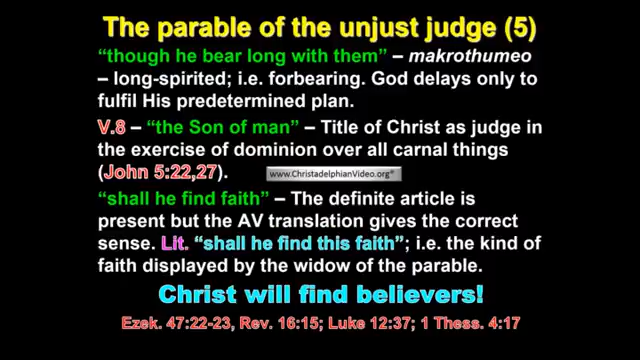 The parable of the unjust judge (5)
“though he bear long with them” – makrothumeo
– long-spirited; i.e. forbearing. God delays only to
fulfil His predetermined plan.
V.8 – “the Son of man” – Title of Christ as judge in
the exercise of dominion over all carnal things
(John 5:22,27).
www.ChristadelphianVideo.org®
“shall he find faith” – The definite article is
present but the AV translation gives the correct
sense. Lit. “shall he find this faith”; i.e. the kind of
faith displayed by the widow of the parable.
Christ will find believers!
Ezek. 47:22-23, Rev. 16:15; Luke 12:37; 1 Thess. 4:17